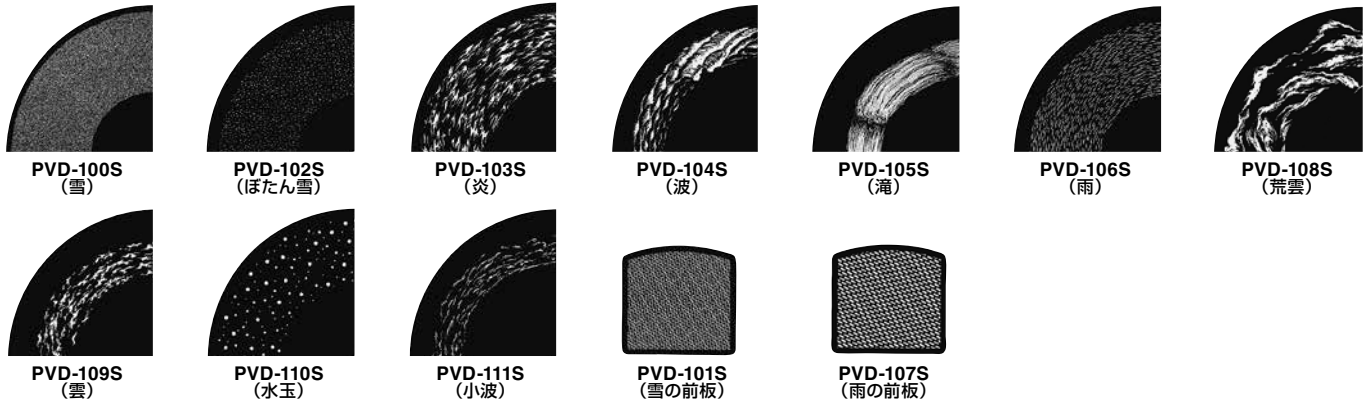 PVD-100S
（雪）
PVD-102S
（ぼたん雪）
PVD-103S
（炎）
PVD-104S
（波）
PVD-105S
（滝）
PVD-106S
（雨）
PVD-108S
（荒雲）
PVD-109S
（雲）
PVD-110S
（水玉）
PVD-111S
（小波）
PVD-101S
（雪の前板）
PVD-107S
（雨の前板）